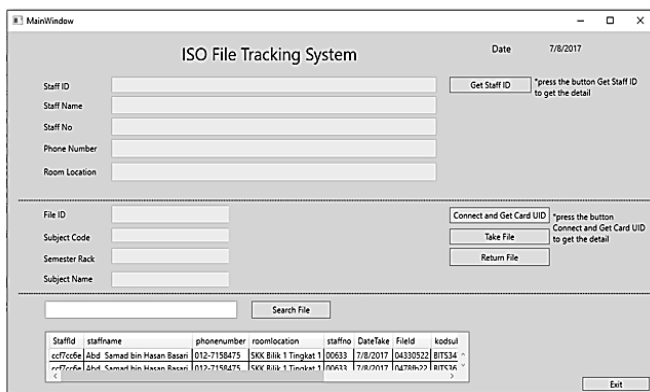 MainWindow
ISO File Tracking System
Date 7/8/2017
Staff ID
Get Staff ID
*press the button Get Staff ID
to get the detail
Staff Name
Staff No
Phone Number
Room Location
File ID
Connect and Get Card UID
*press the button
Connect and Get Card UID
to get the detail
Subject Code
Take File
Semester Rack
Return File
Subject Name
Search File
StaffId staffname phonenumber roomlocation staffno DateTake FileId kodsul
ccf7cc6e Abd Samad bin Hasan Basari 012-7158475 SKK Bilik 1 Tingkat 1 00633 7/8/2017 04330522 BITS34
ccf7cc6e Abd Samad bin Hasan Basari 012-7158475 SKK Bilik 1 Tingkat 1 00633 7/8/2017 BITS36
Exit